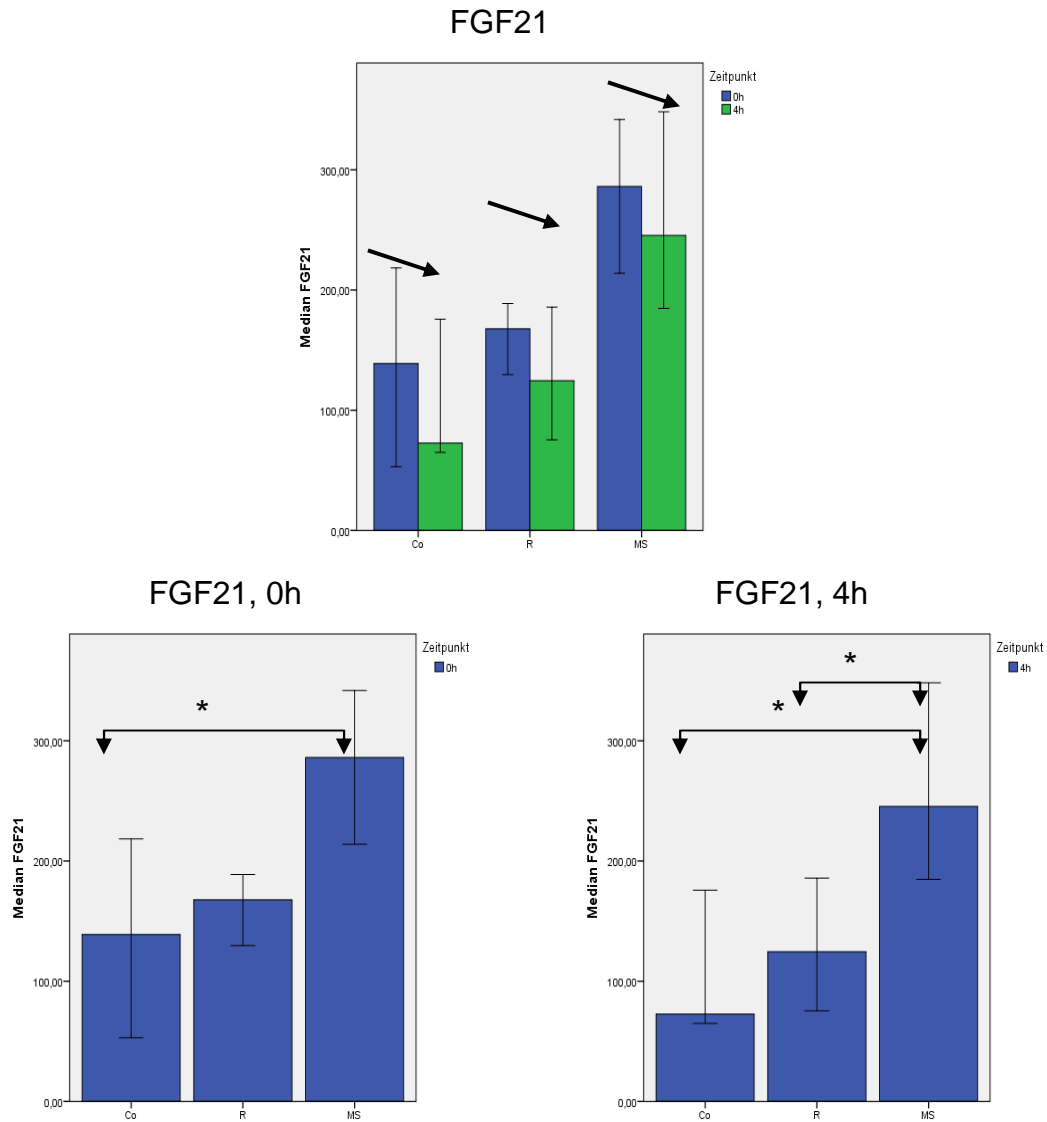 FGF21
Zeitpunkt
0h
4h
Median FGF21
300,00
200,00
100,00
0,00
Co R MS
FGF21, 0h
Zeitpunkt
0h
*
Median FGF21
300,00
200,00
100,00
0,00
Co R MS
FGF21, 4h
Zeitpunkt
4h
*
*
Median FGF21
300,00
200,00
100,00
0,00
Co R MS